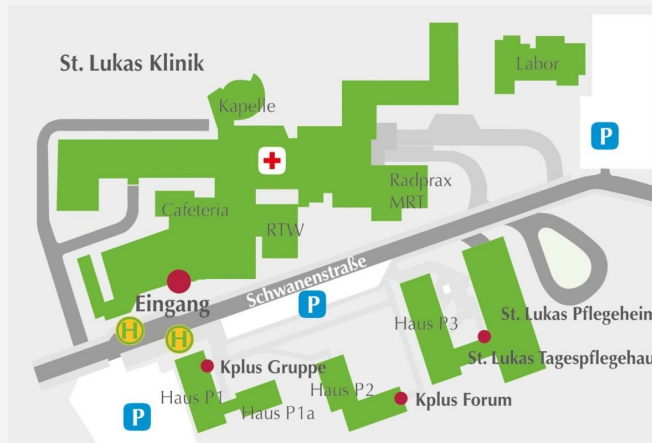 St. Lukas Klinik
Labor
Kapelle
P
Radprax
MRT
Cafeteria
RTW
Schwanenstraße
Eingang
P
H
H
Haus P3
St. Lukas Pflegeheim
St. Lukas Tagespflegehau
Kplus Gruppe
Haus P1
Haus P1a
Haus P2
Kplus Forum
P